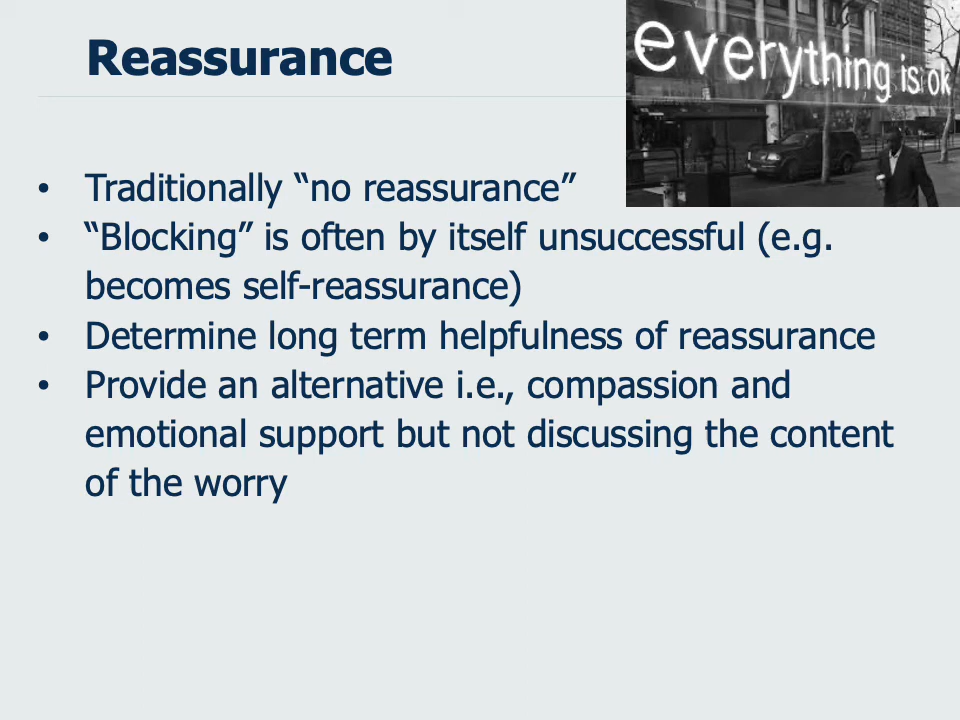 Reassurance
everything is ok
• Traditionally “no reassurance”
• “Blocking” is often by itself unsuccessful (e.g.
becomes self-reassurance)
• Determine long term helpfulness of reassurance
• Provide an alternative i.e., compassion and
emotional support but not discussing the content
of the worry